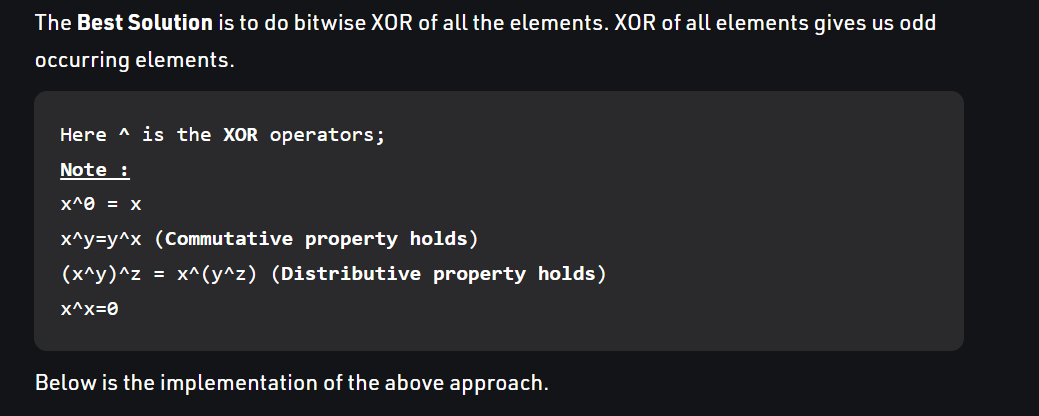 The Best Solution is to do bitwise XOR of all the elements. XOR of all elements gives us odd
occurring elements.
Here ^ is the XOR operators;
Note :
x^0 = x
x^y=y^x (Commutative property holds)
(x^y)^z = x^(y^z) (Distributive property holds)
x^x=0
Below is the implementation of the above approach.